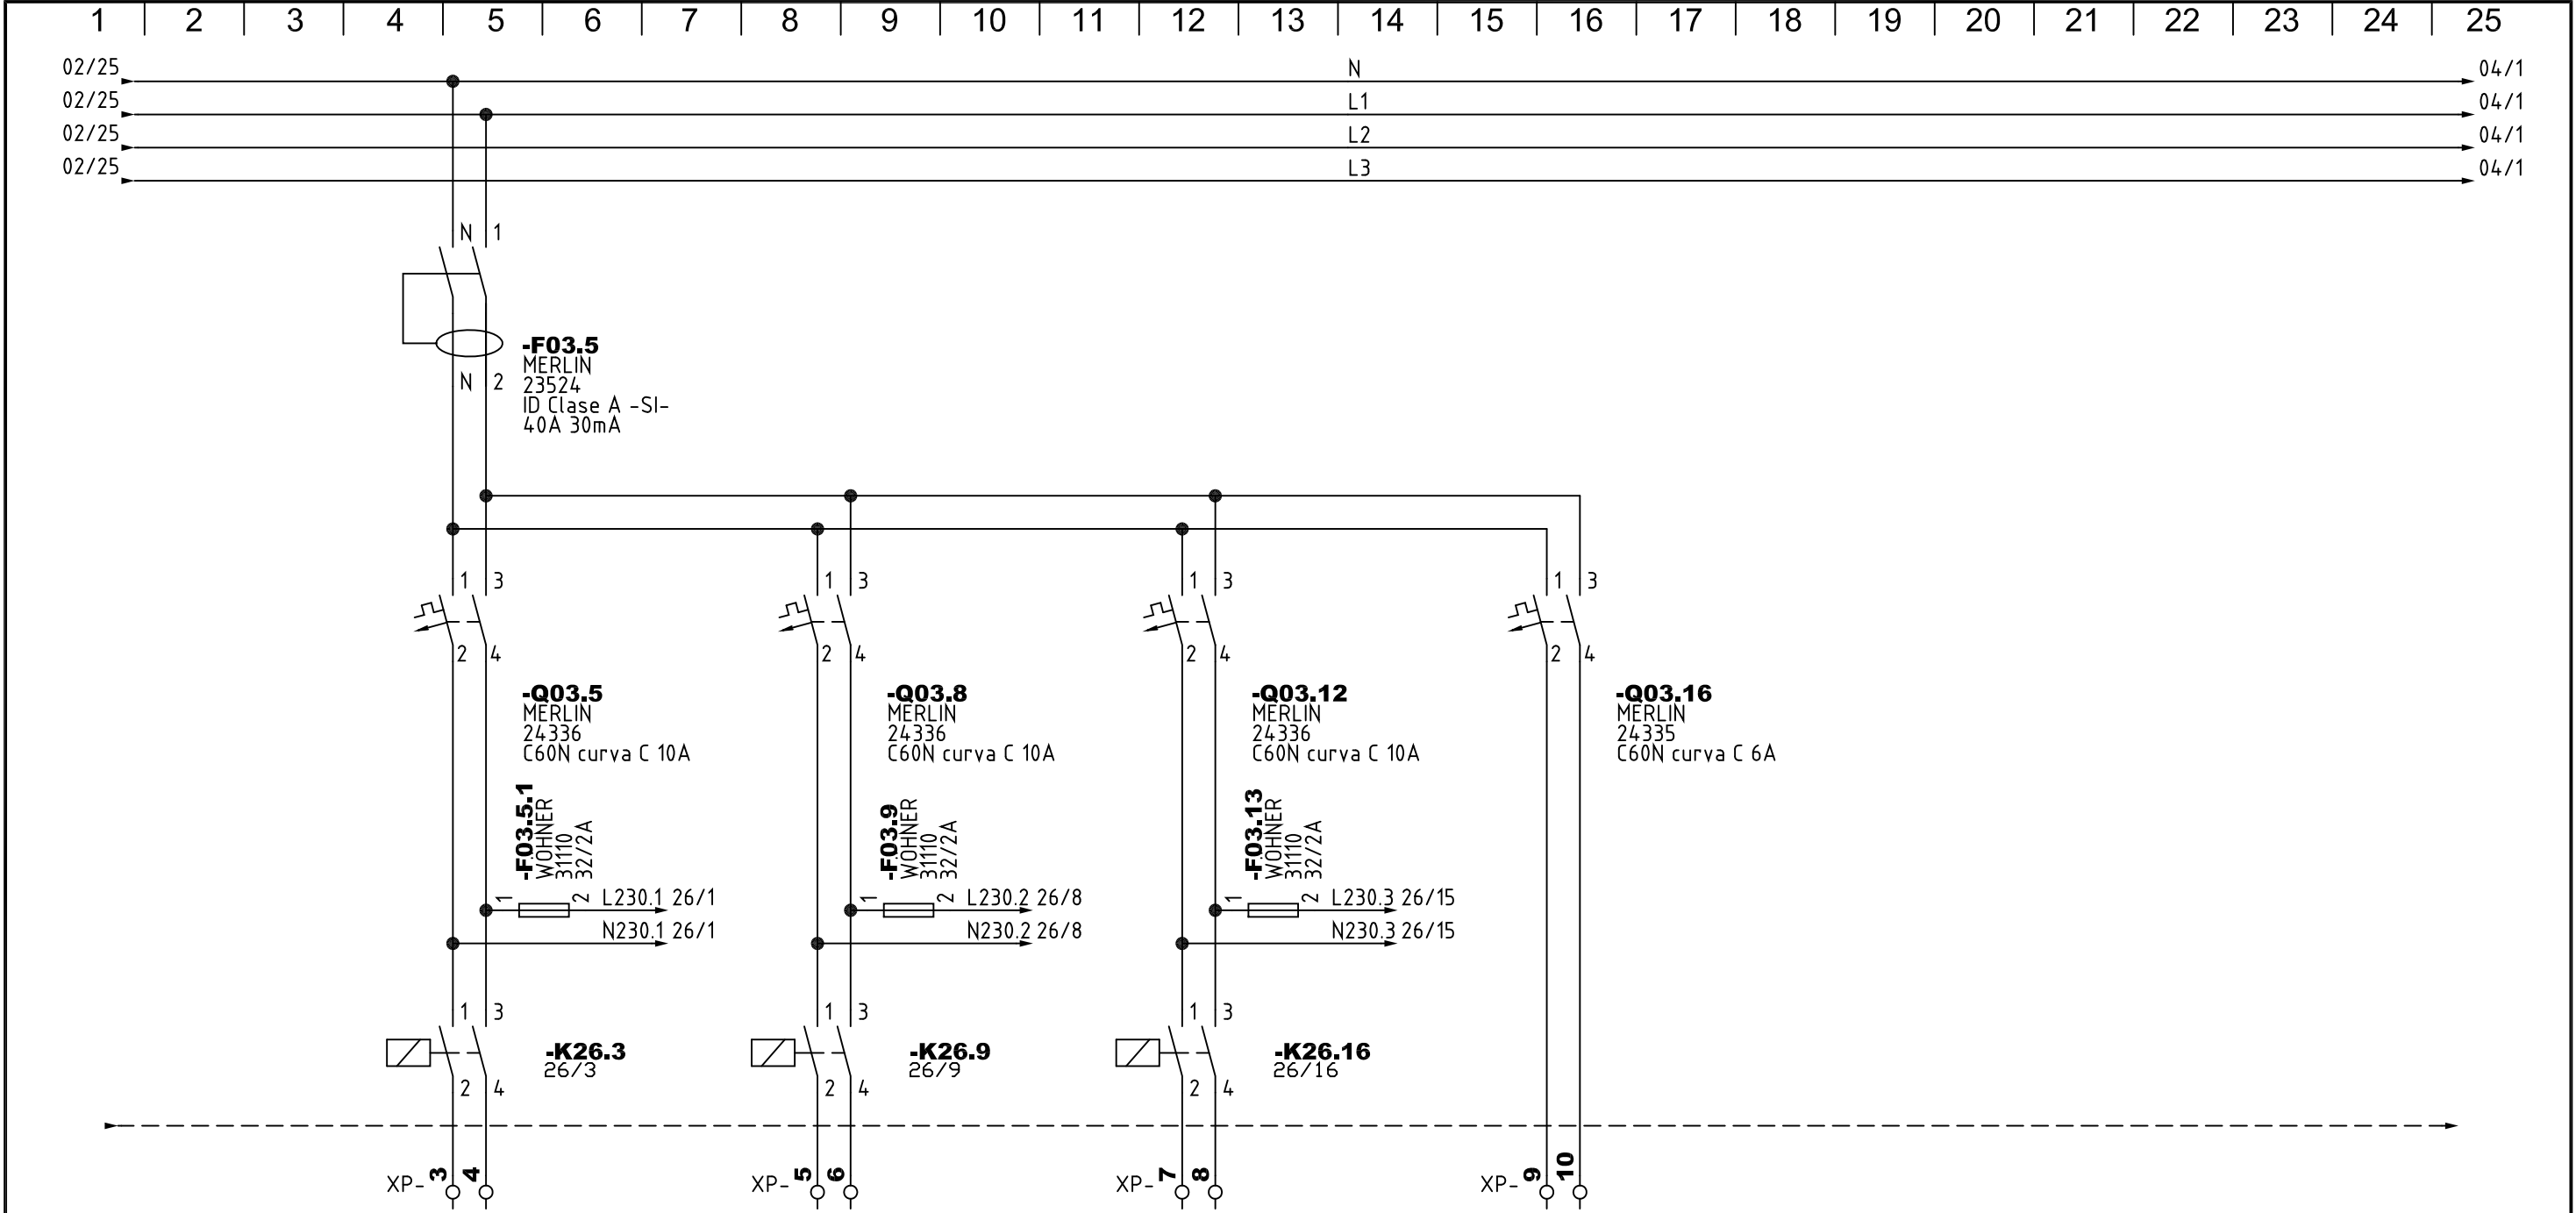 1 2 3 4 5 6 7 8 9 10 11 12 13 14 15 16 17 18 19 20 21 22 23 24 25
02/25 N 04/1
02/25 L1 04/1
02/25 L2 04/1
02/25 L3 04/1
N 1
-F03.5
MERLIN
N 2 23524
ID Clase A -SI-
40A 30mA
1 3 1 3 1 3 1 3
2 4 2 4 2 4 2 4
-Q03.5
MERLIN
24336
C60N curva C 10A
-Q03.8
MERLIN
24336
C60N curva C 10A
-Q03.12
MERLIN
24336
C60N curva C 10A
-Q03.16
MERLIN
24335
C60N curva C 6A
-F03.5.1
WOHNER
31110
32/2A
1 2 L230.1 26/1
N230.1 26/1
-F03.9
WOHNER
31110
32/2A
1 2 L230.2 26/8
N230.2 26/8
-F03.13
WOHNER
31110
32/2A
1 2 L230.3 26/15
N230.3 26/15
1 3 1 3 1 3
-K26.3
26/3
-K26.9
26/9
-K26.16
26/16
2 4 2 4 2 4
XP- 3 4 XP- 5 6 XP- 7 8 XP- 9 10